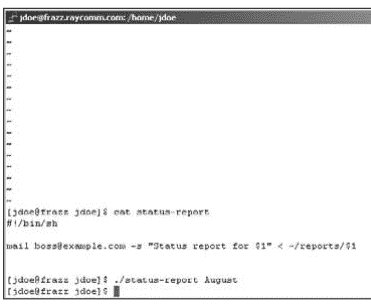 jdoe@frazz.raycomm.com: /home/jdoe
~
~
~
~
~
~
~
~
~
~
~
~
~
~
[jdoe@frazz jdoe]$ cat status-report
#!/bin/sh
mail boss@example.com -s "Status report for $1" < ~/reports/$1
[jdoe@frazz jdoe]$ ./status-report August
[jdoe@frazz jdoe]$